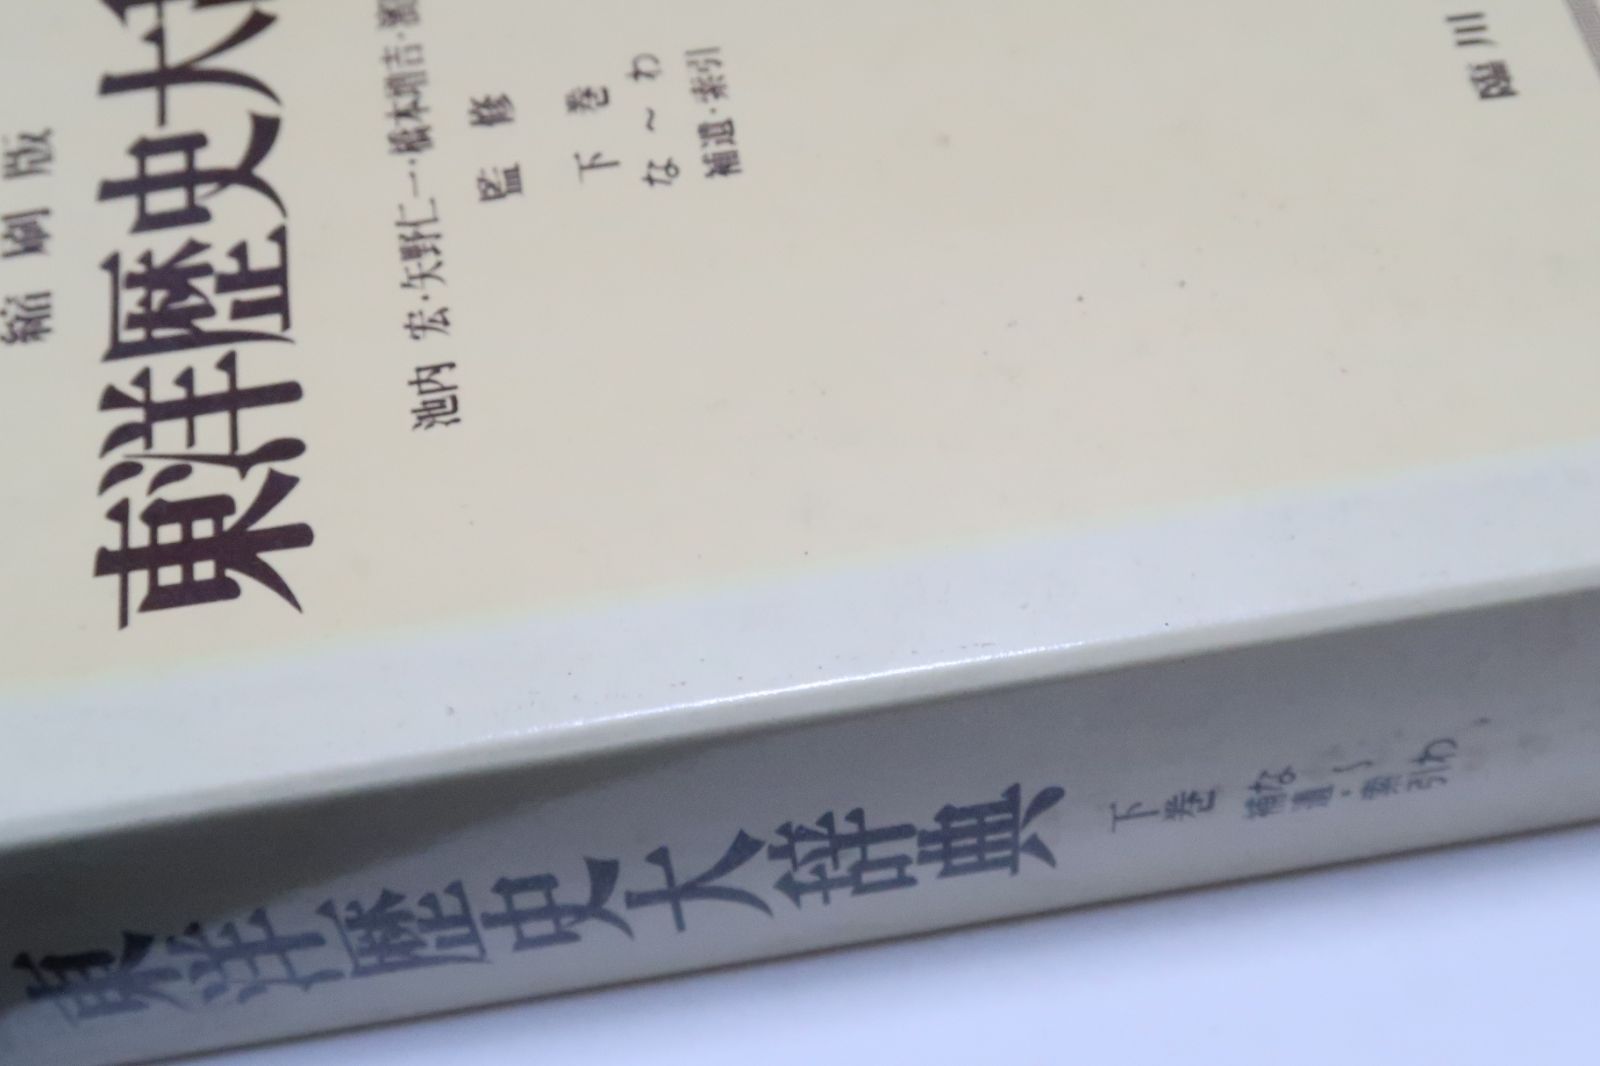 縮刷版
東洋歴史大
池内 宏・矢野仁一・橋本増吉・
監修
下巻
な～わ
補遺・索引
臨川
東洋歴史大辞典
下巻
な～わ
補遺・索引